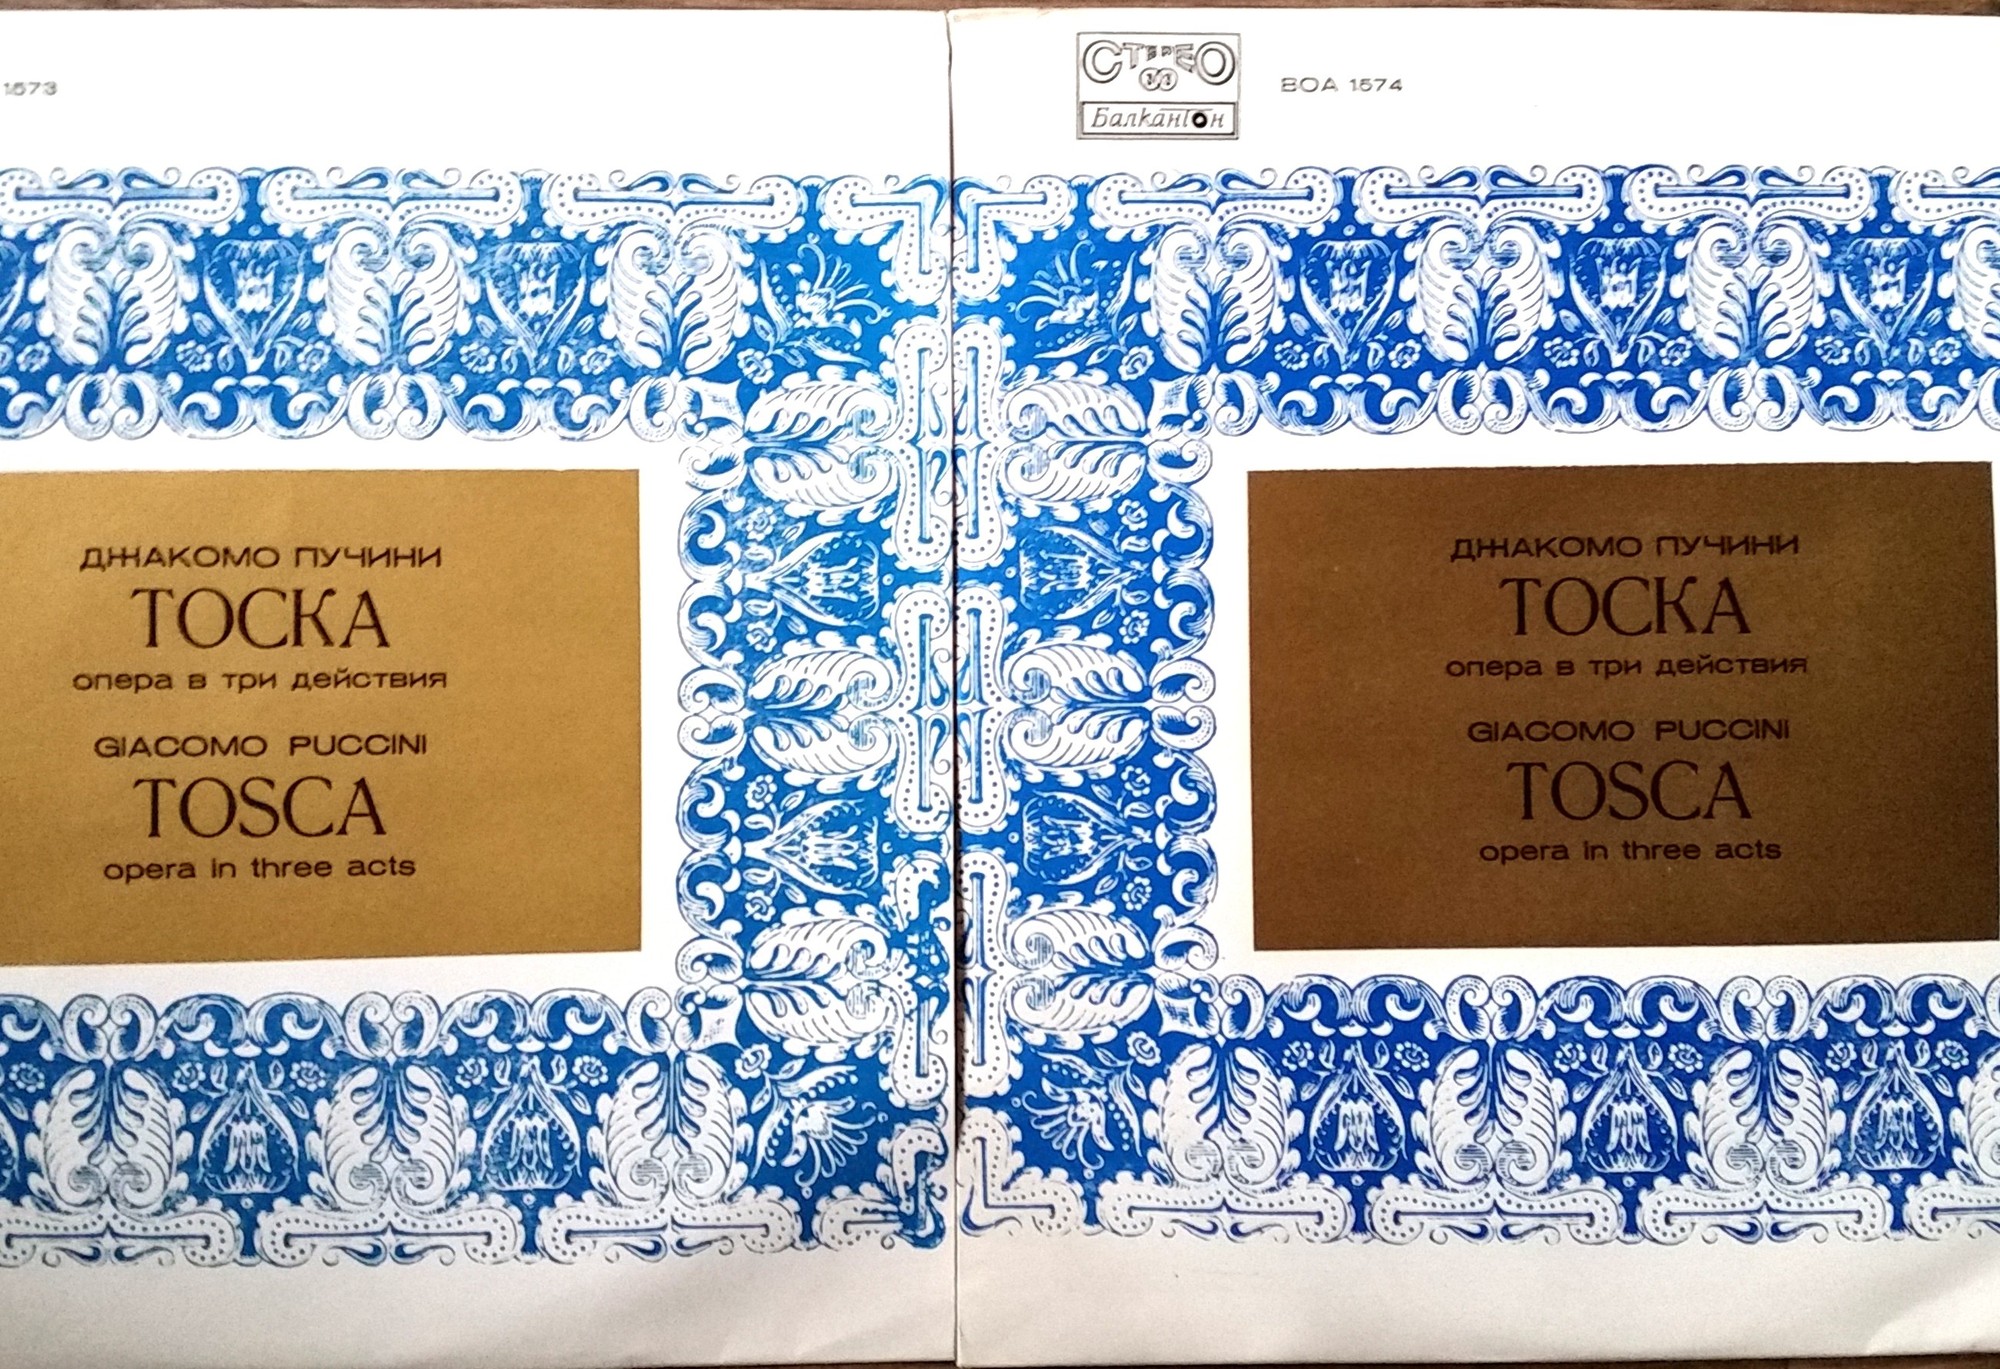 1573
ДЖАКОМО ПУЧИНИ
ТОСКА
опера в три действия
GIACOMO PUCCINI
TOSCA
opera in three acts
СТЕРЕО
33
Балкантон
ВОА 1574
ДЖАКОМО ПУЧИНИ
ТОСКА
опера в три действия
GIACOMO PUCCINI
TOSCA
opera in three acts